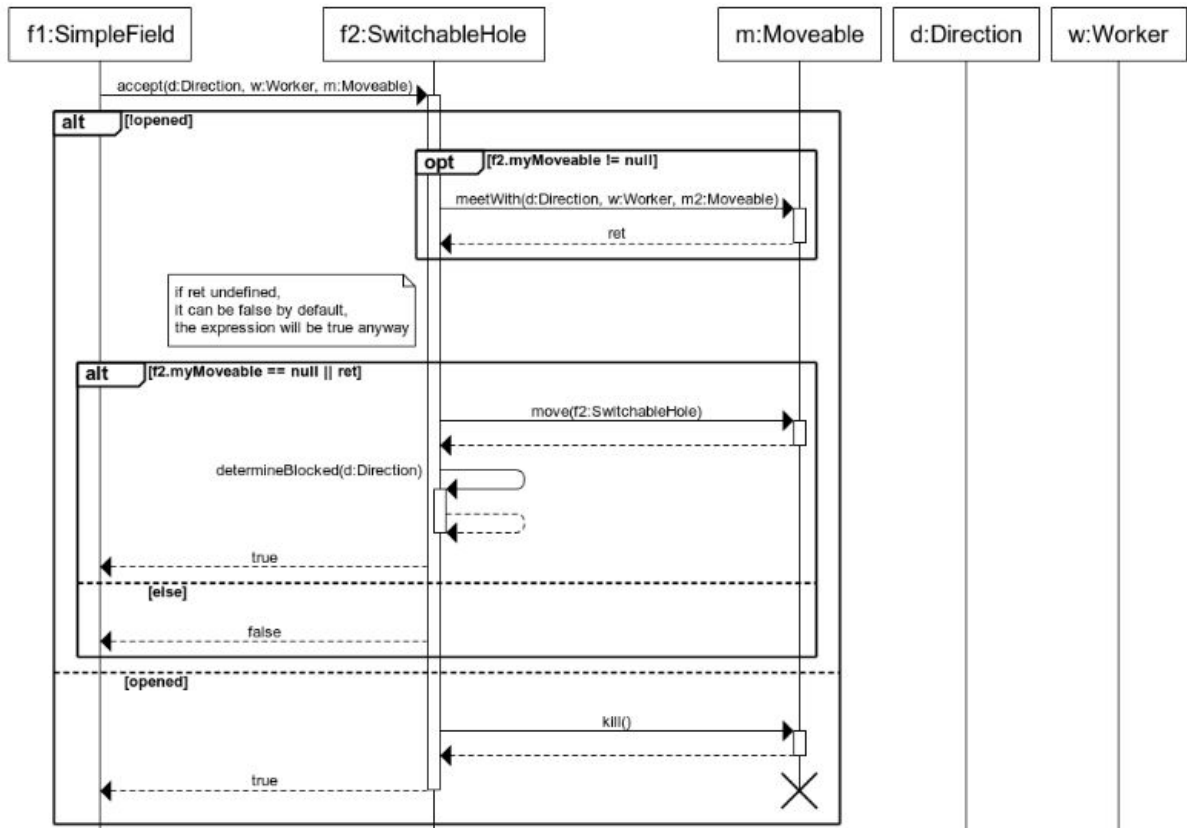 f1:SimpleField
f2:SwitchableHole
m:Moveable
d:Direction
w:Worker
accept(d:Direction, w:Worker, m:Moveable)
alt
[!opened]
opt
[f2.myMoveable != null]
meetWith(d:Direction, w:Worker, m2:Moveable)
ret
if ret undefined,
it can be false by default,
the expression will be true anyway
alt
[f2.myMoveable == null || ret]
move(f2:SwitchableHole)
determineBlocked(d:Direction)
true
[else]
false
[opened]
kill()
true